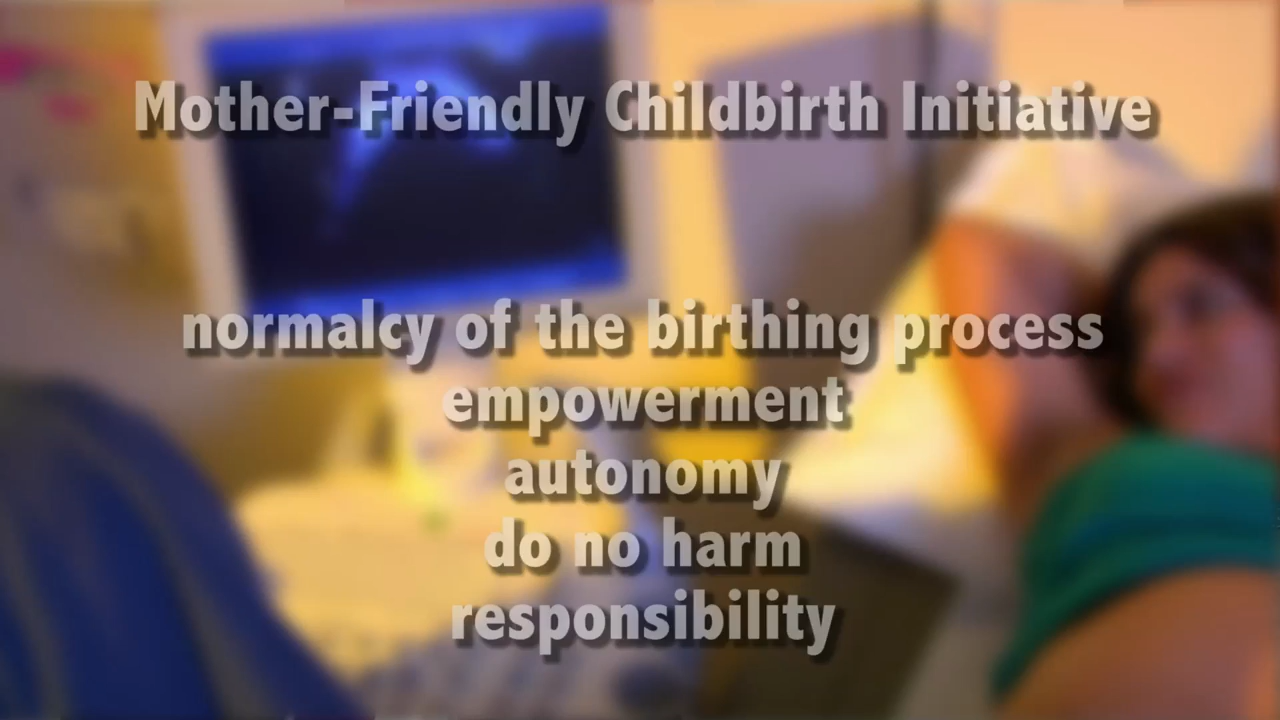 Mother-Friendly Childbirth Initiative
normalcy of the birthing process
empowerment
autonomy
do no harm
responsibility